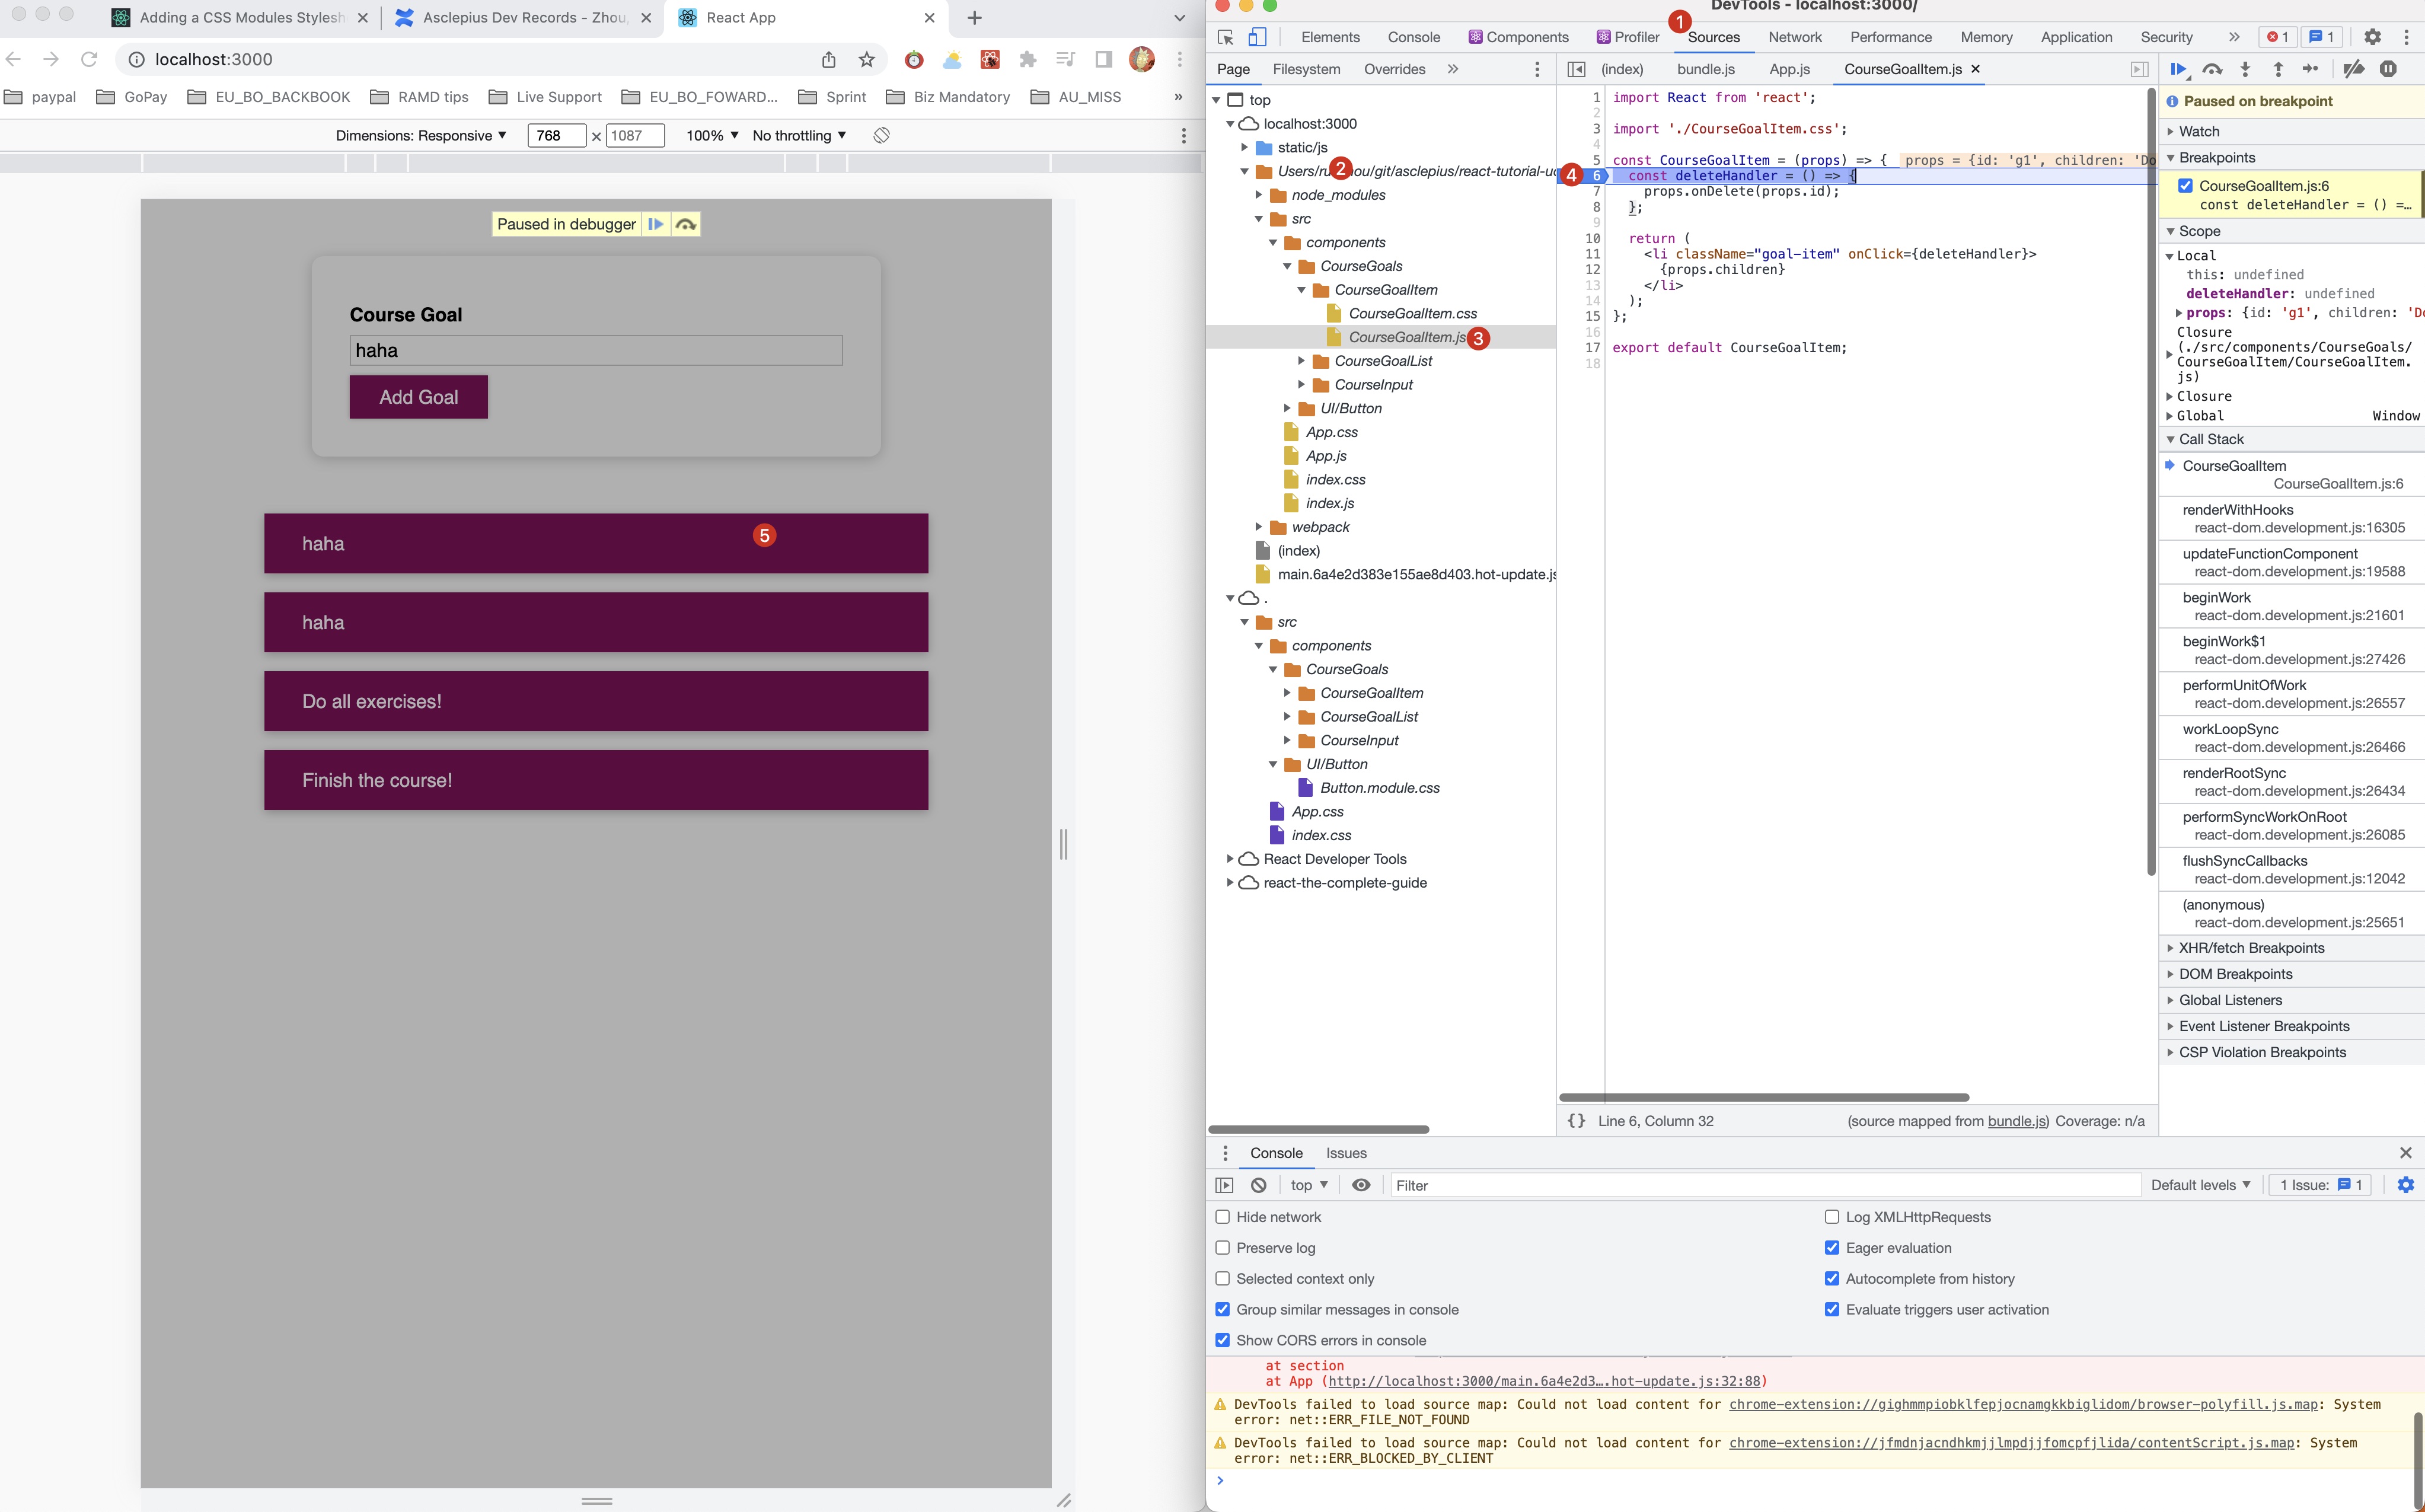 Adding a CSS Modules Stylesh
Asclepius Dev Records - Zhou,
React App
localhost:3000
paypal
GoPay
EU_BO_BACKBOOK
RAMD tips
Live Support
EU_BO_FOWARD...
Sprint
Biz Mandatory
AU_MISS
»
Dimensions: Responsive
768 × 1087
100%
No throttling
Paused in debugger
Course Goal
haha
Add Goal
haha
5
haha
Do all exercises!
Finish the course!
DevTools - localhost:3000/
1
Elements
Console
Components
Profiler
Sources
Network
Performance
Memory
Application
Security
»
1
1
Page
Filesystem
Overrides
»
top
localhost:3000
static/js
2
node_modules
src
components
CourseGoals
CourseGoalItem
CourseGoalItem.css
CourseGoalItem.js
3
CourseGoalList
CourseInput
UI/Button
App.css
App.js
index.css
index.js
webpack
(index)
main.6a4e2d383e155ae8d403.hot-update.js
.
src
components
CourseGoals
CourseGoalItem
CourseGoalList
CourseInput
UI/Button
Button.module.css
App.css
index.css
React Developer Tools
react-the-complete-guide
(index)
bundle.js
App.js
CourseGoalItem.js
1 import React from 'react';
2
3 import './CourseGoalItem.css';
4
5 const CourseGoalItem = (props) => { props = {id: 'g1', children: 'Do
4
6 const deleteHandler = () => {
7 props.onDelete(props.id);
8 };
9
10 return (
11 <li className="goal-item" onClick={deleteHandler}>
12 {props.children}
13 </li>
14 );
15 };
16
17 export default CourseGoalItem;
18
{} Line 6, Column 32
(source mapped from bundle.js) Coverage: n/a
Paused on breakpoint
Watch
Breakpoints
CourseGoalItem.js:6
const deleteHandler = () =…
Scope
Local
this: undefined
deleteHandler: undefined
props: {id: 'g1', children: 'Do
Closure
(./src/components/CourseGoals/
CourseGoalItem/CourseGoalItem.
js)
Closure
Global Window
Call Stack
CourseGoalItem
CourseGoalItem.js:6
renderWithHooks
react-dom.development.js:16305
updateFunctionComponent
react-dom.development.js:19588
beginWork
react-dom.development.js:21601
beginWork$1
react-dom.development.js:27426
performUnitOfWork
react-dom.development.js:26557
workLoopSync
react-dom.development.js:26466
renderRootSync
react-dom.development.js:26434
performSyncWorkOnRoot
react-dom.development.js:26085
flushSyncCallbacks
react-dom.development.js:12042
(anonymous)
react-dom.development.js:25651
XHR/fetch Breakpoints
DOM Breakpoints
Global Listeners
Event Listener Breakpoints
CSP Violation Breakpoints
Console
Issues
top
Filter
Default levels
1 Issue: 1
Hide network
Log XMLHttpRequests
Preserve log
Eager evaluation
Selected context only
Autocomplete from history
Group similar messages in console
Evaluate triggers user activation
Show CORS errors in console
at section
at App (http://localhost:3000/main.6a4e2d3….hot-update.js:32:88)
DevTools failed to load source map: Could not load content for chrome-extension://gighmmpiobklfepjocnamgkkbiglidom/browser-polyfill.js.map: System
error: net::ERR_FILE_NOT_FOUND
DevTools failed to load source map: Could not load content for chrome-extension://jfmdnjacndhkmjjlmpdjjfomcpfjlida/contentScript.js.map: System
error: net::ERR_BLOCKED_BY_CLIENT